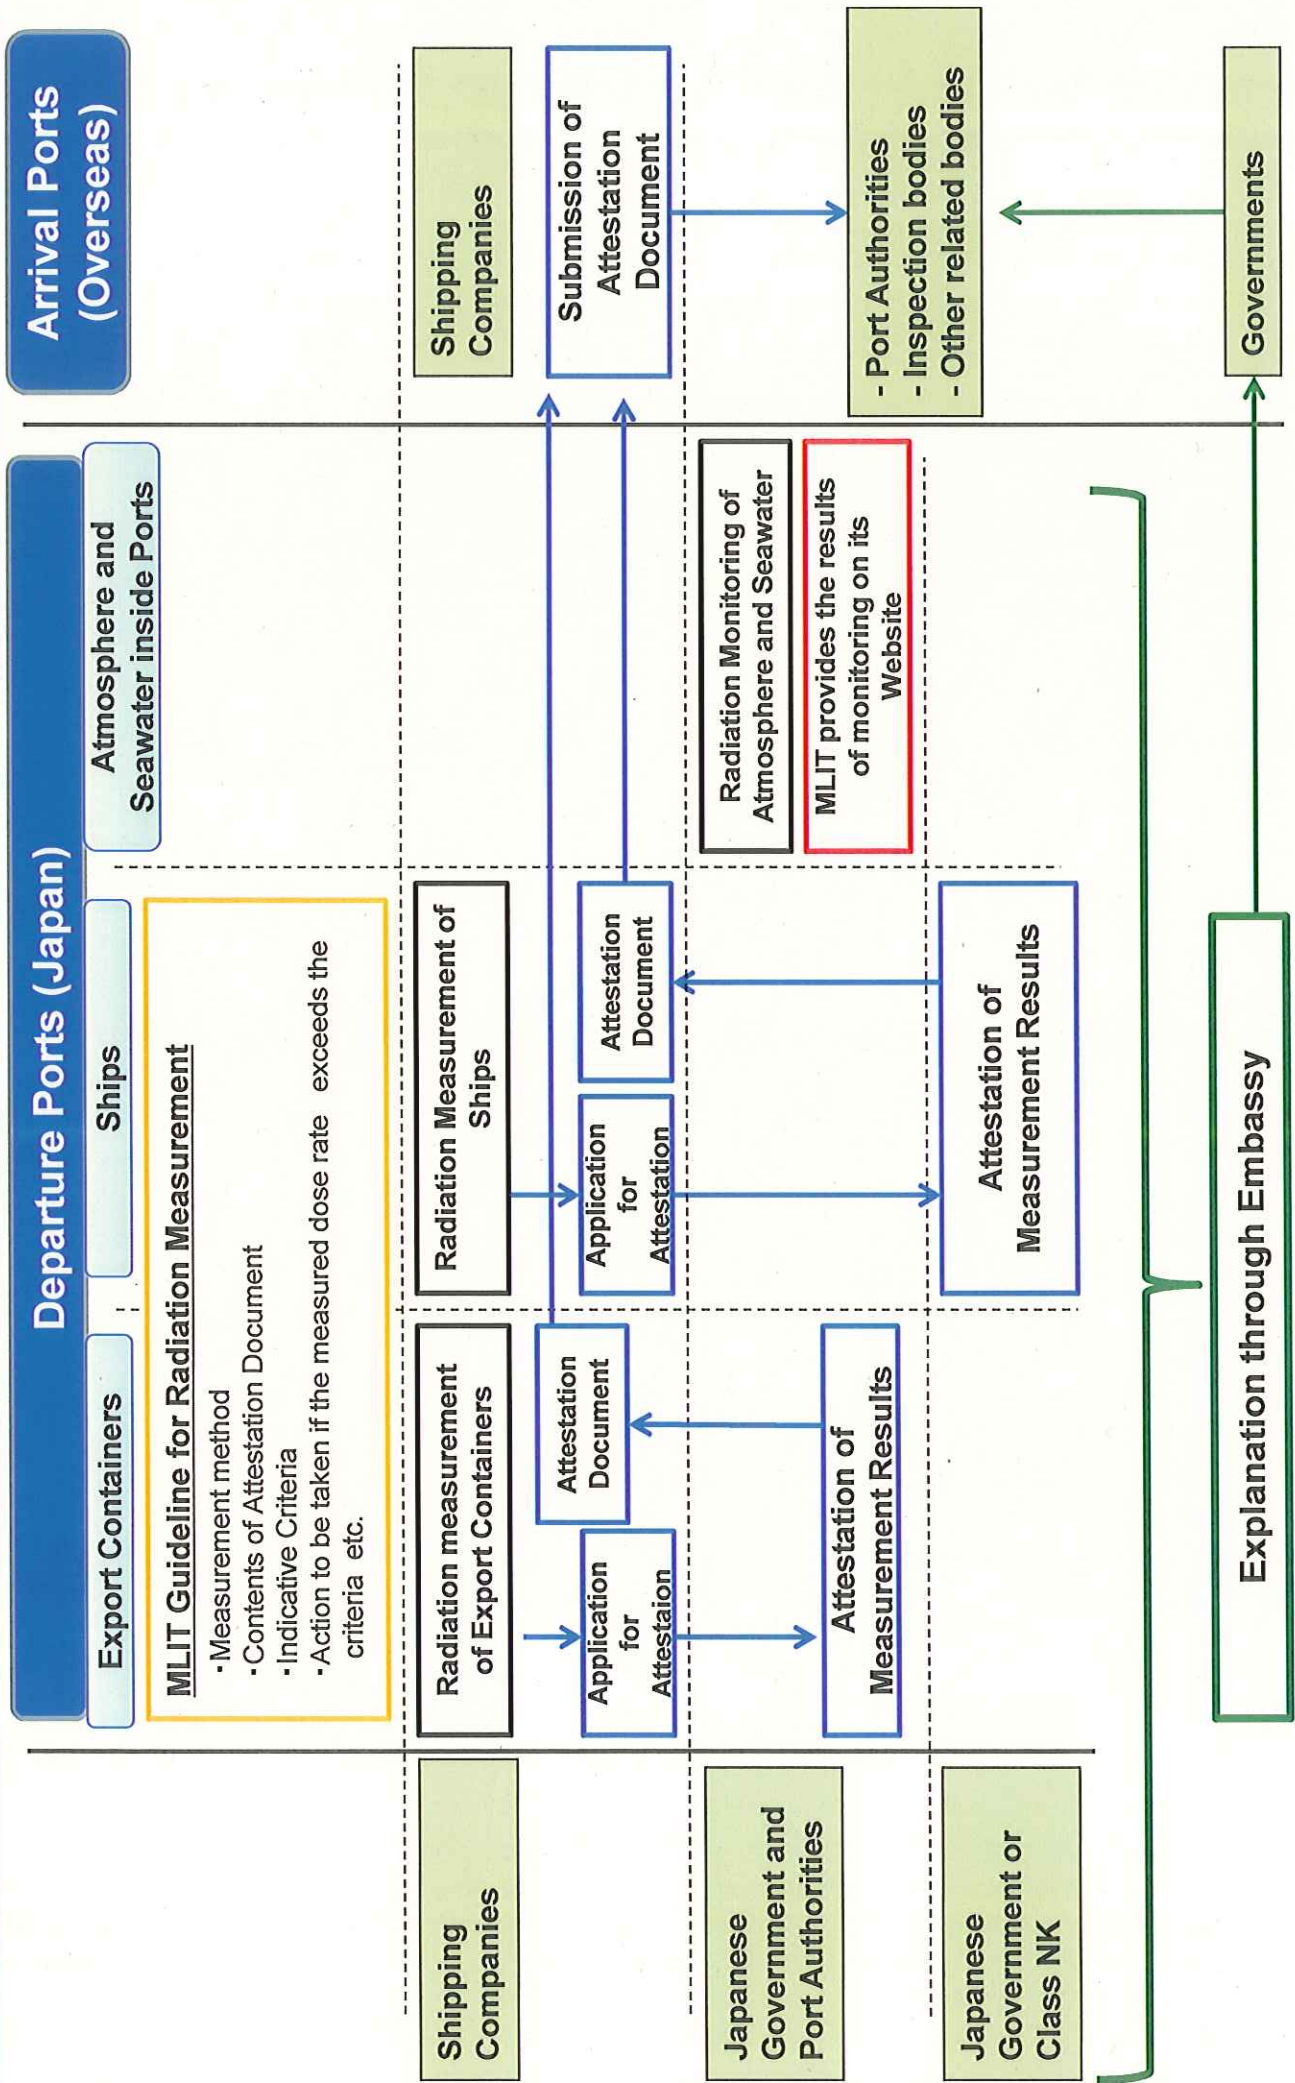 Departure Ports (Japan)
Arrival Ports
(Overseas)
Export Containers
Ships
Atmosphere and
Seawater inside Ports
MLIT Guideline for Radiation Measurement
・Measurement method
・Contents of Attestation Document
・Indicative Criteria
・Action to be taken if the measured dose rate exceeds the
criteria etc.
Shipping
Companies
Radiation measurement
of Export Containers
Application
for
Attestaion
Attestation
Document
Radiation Measurement of
Ships
Application
for
Attestation
Attestation
Document
Shipping
Companies
Submission of
Attestation
Document
Japanese
Government and
Port Authorities
Attestation of
Measurement Results
Radiation Monitoring of
Atmosphere and Seawater
MLIT provides the results
of monitoring on its
Website
- Port Authorities
- Inspection bodies
- Other related bodies
Japanese
Government or
Class NK
Attestation of
Measurement Results
Explanation through Embassy
Governments